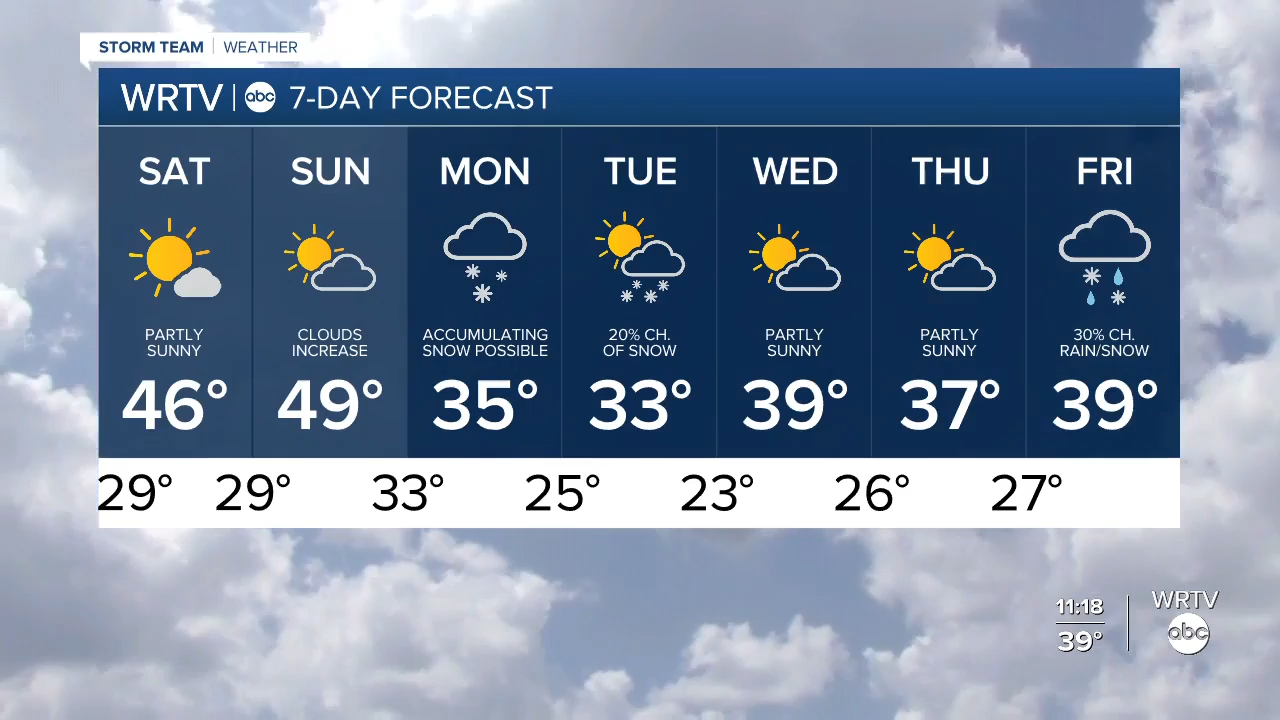 STORM TEAM | WEATHER
WRTV | abc 7-DAY FORECAST
SAT SUN MON TUE WED THU FRI
PARTLY CLOUDS ACCUMULATING 20% CH. PARTLY PARTLY 30% CH.
SUNNY INCREASE SNOW POSSIBLE OF SNOW SUNNY SUNNY RAIN/SNOW
46° 49° 35° 33° 39° 37° 39°
29° 29° 33° 25° 23° 26° 27°
11:18
39°
WRTV
abc